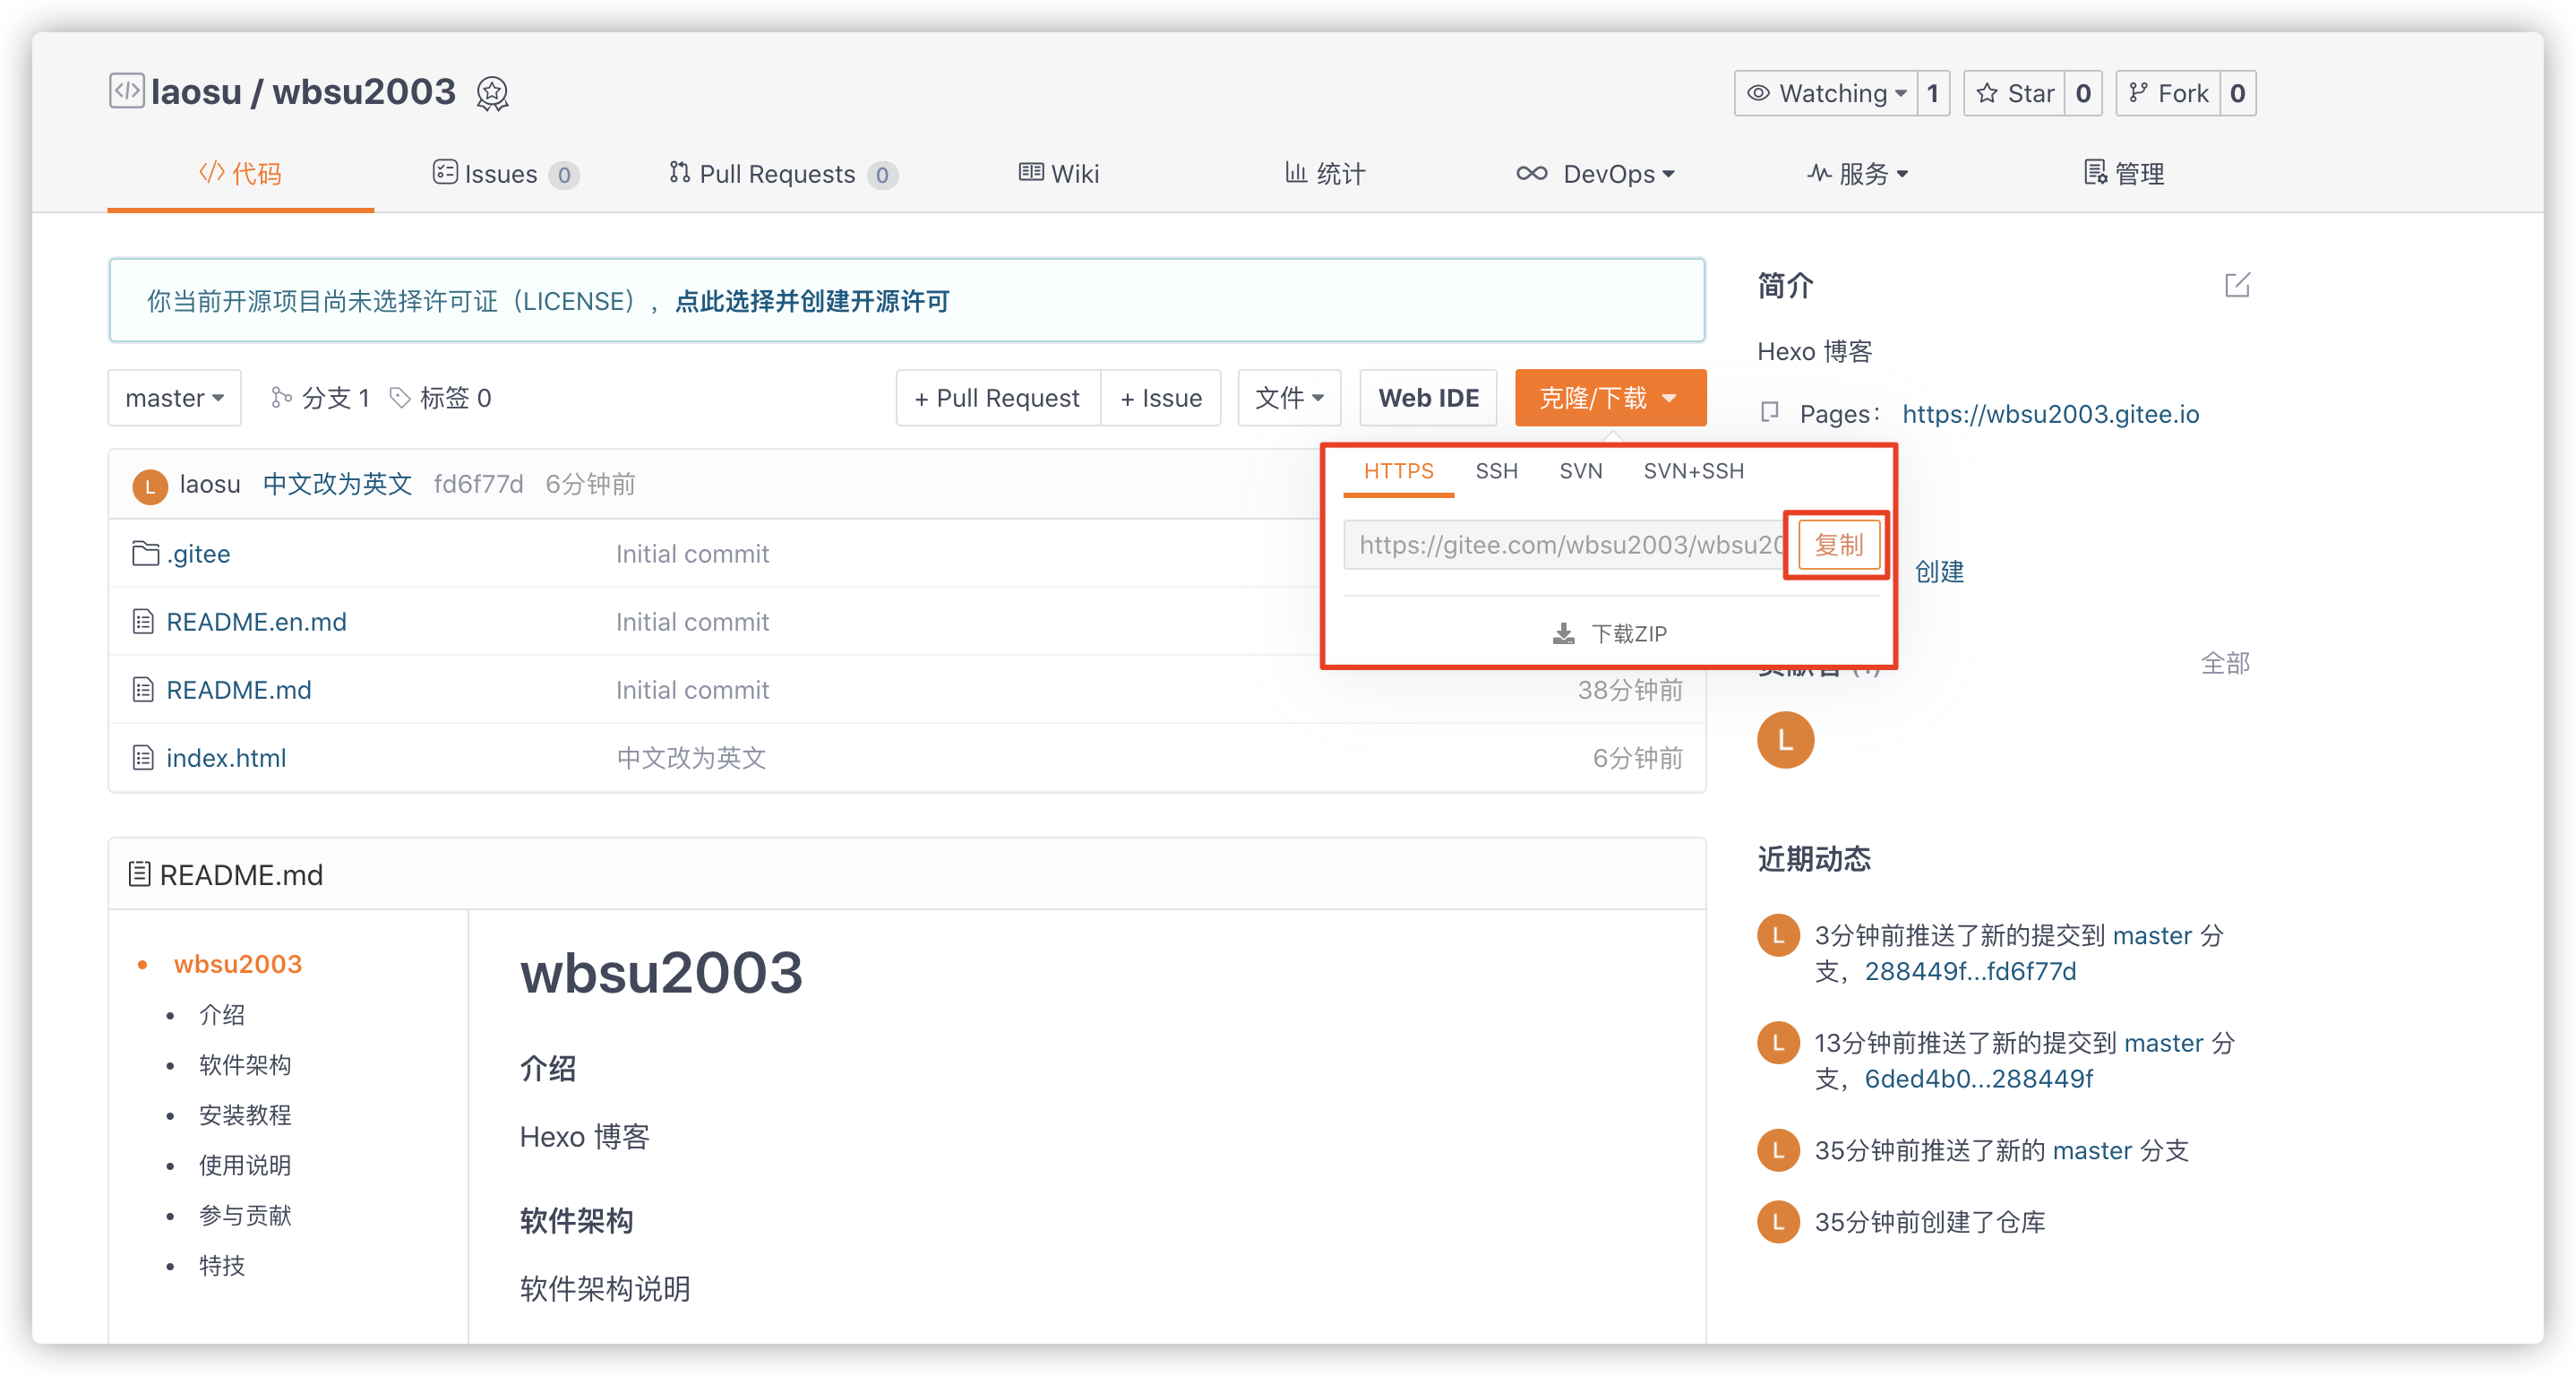 laosu / wbsu2003
Watching 1
Star 0
Fork 0
代码
Issues 0
Pull Requests 0
Wiki
统计
DevOps
服务
管理
你当前开源项目尚未选择许可证（LICENSE），点此选择并创建开源许可
master
分支 1
标签 0
+ Pull Request
+ Issue
文件
Web IDE
克隆/下载
HTTPS
SSH
SVN
SVN+SSH
https://gitee.com/wbsu2003/wbsu20
复制
下载ZIP
L
laosu
中文改为英文
fd6f77d
6分钟前
.gitee
Initial commit
README.en.md
Initial commit
README.md
Initial commit
38分钟前
index.html
中文改为英文
6分钟前
README.md
wbsu2003
介绍
软件架构
安装教程
使用说明
参与贡献
特技
wbsu2003
介绍
Hexo 博客
软件架构
软件架构说明
简介
Hexo 博客
Pages： https://wbsu2003.gitee.io
创建
全部
L
近期动态
L
3分钟前推送了新的提交到 master 分
支，288449f...fd6f77d
L
13分钟前推送了新的提交到 master 分
支，6ded4b0...288449f
L
35分钟前推送了新的 master 分支
L
35分钟前创建了仓库